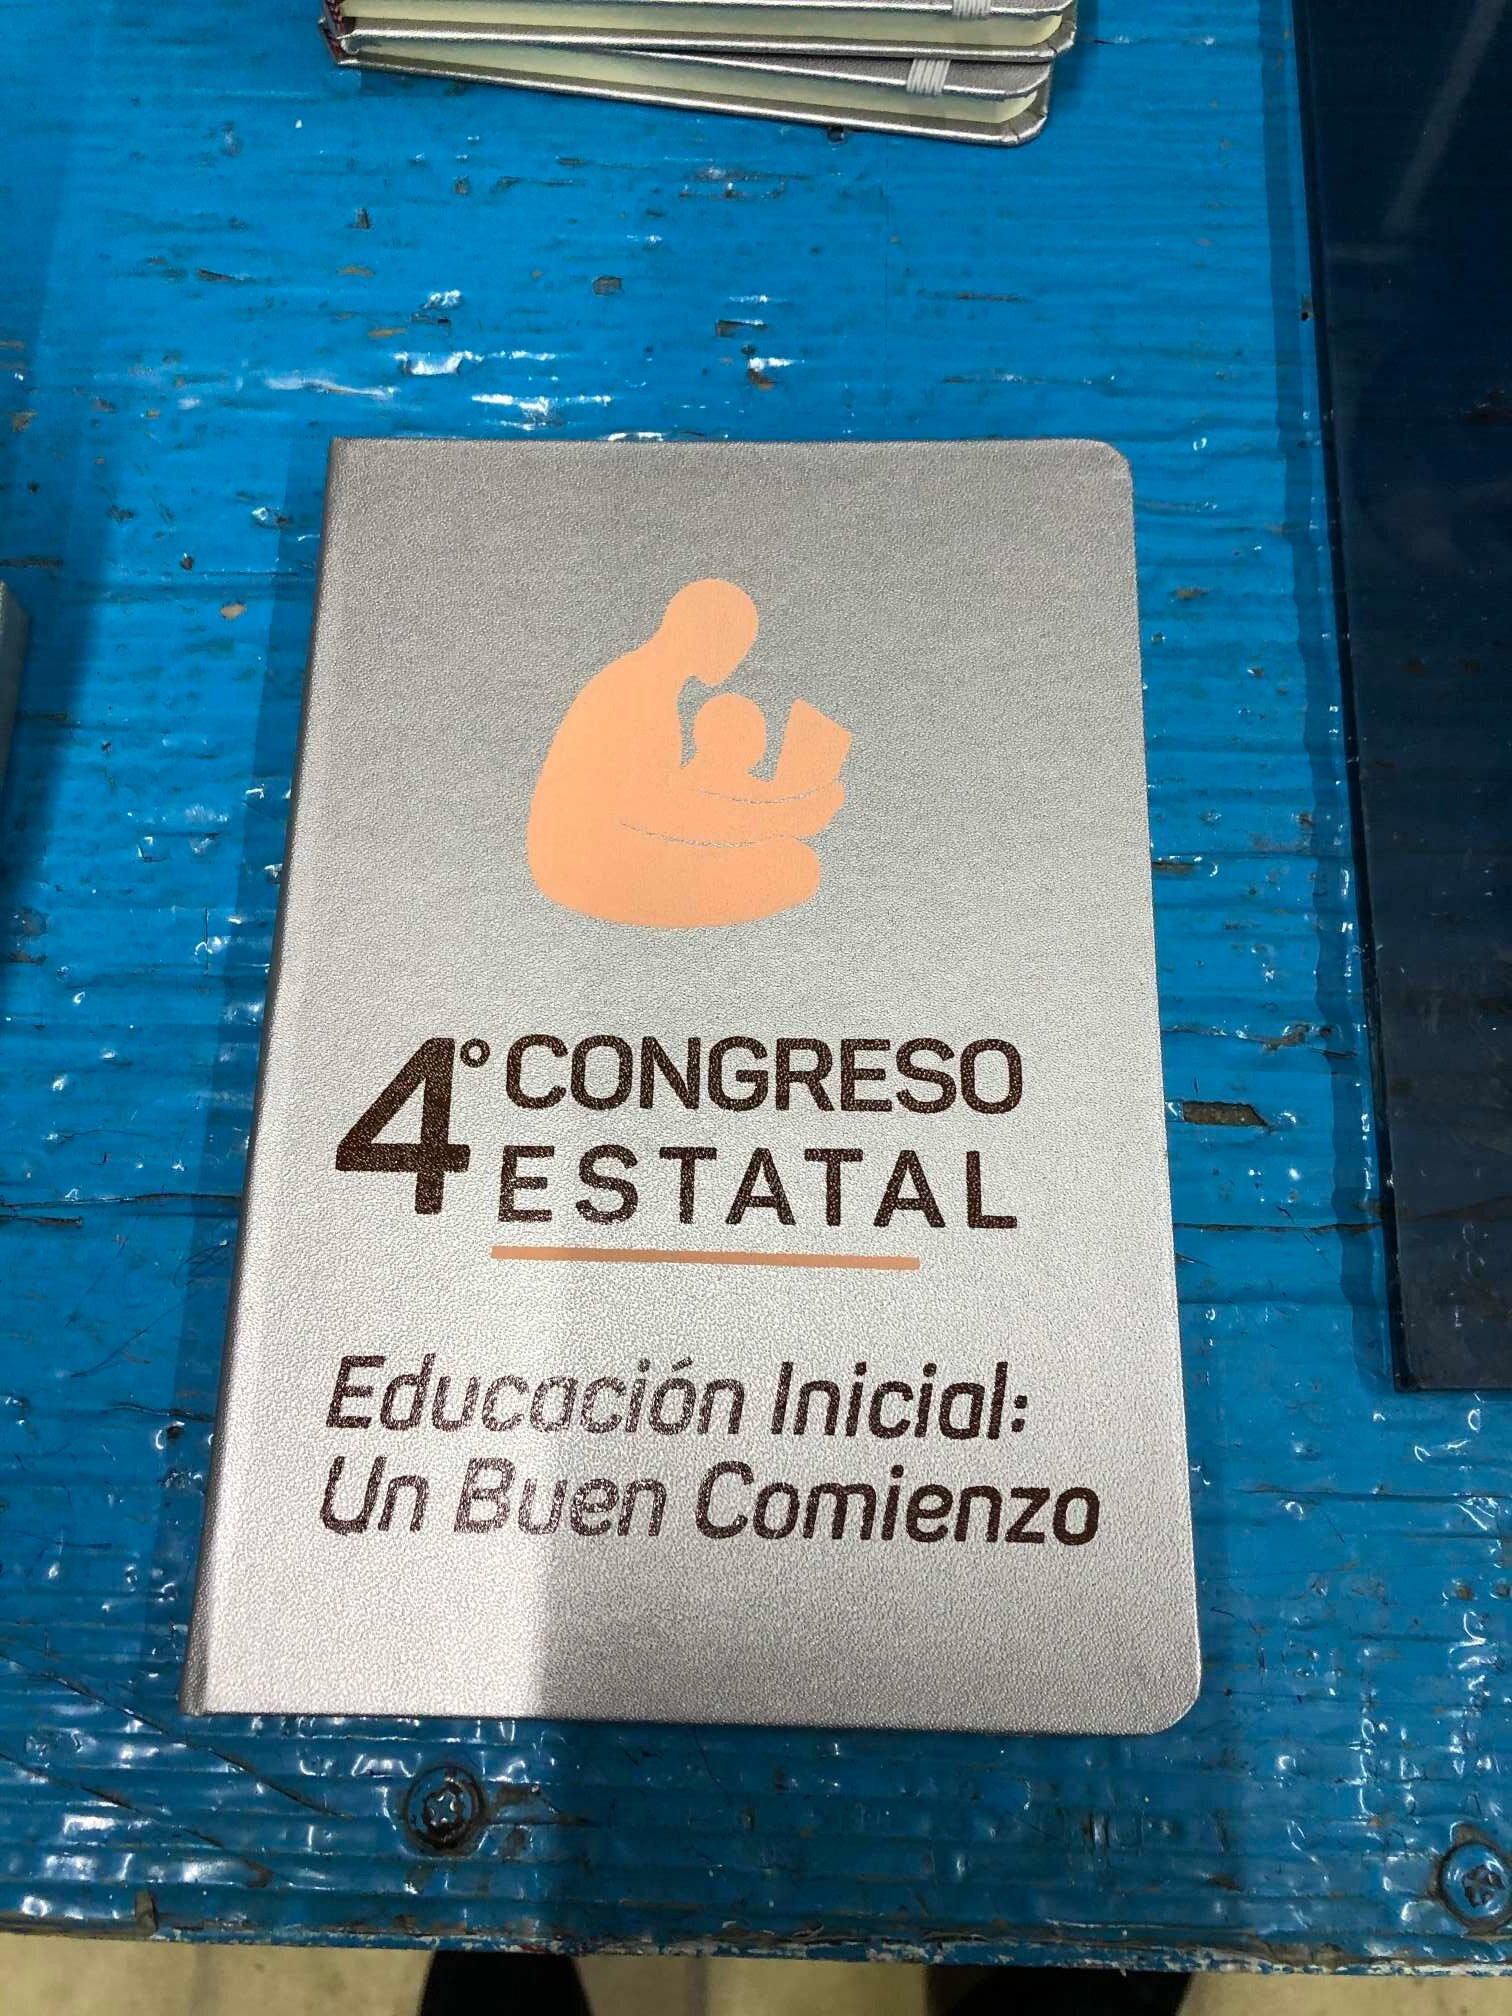 4° CONGRESO
ESTATAL
Educación Inicial:
Un Buen Comienzo